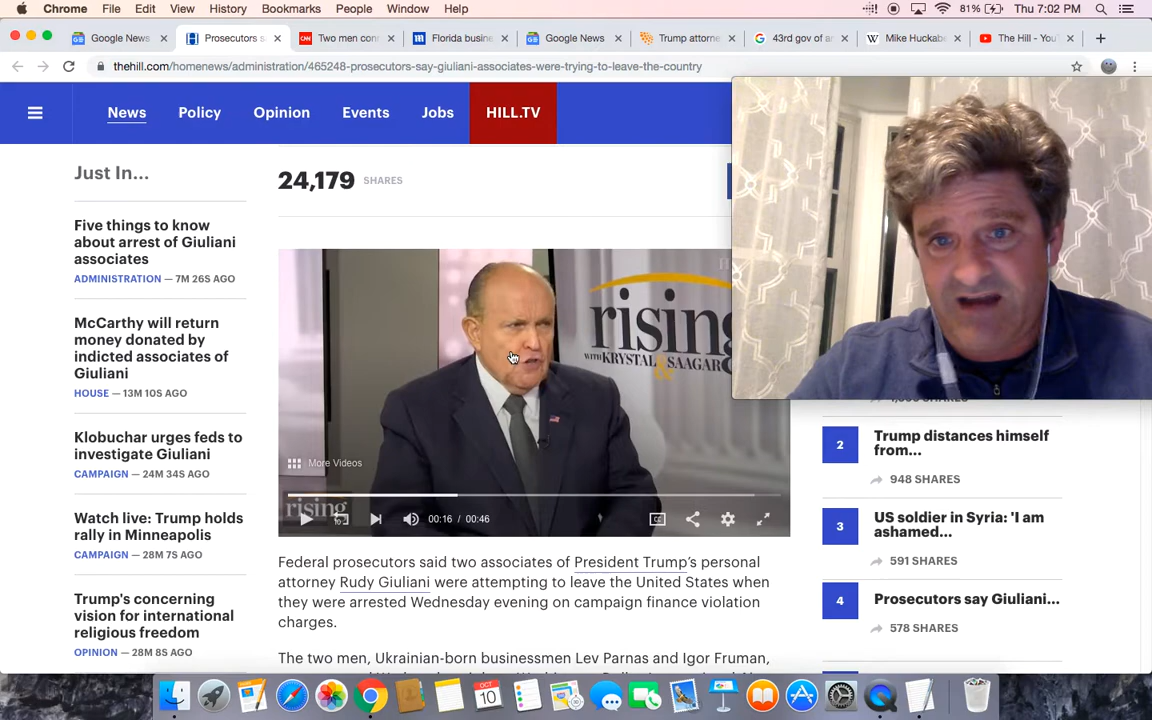 Chrome File Edit View History Bookmarks People Window Help 81% Thu 7:02 PM
Google News
Prosecutors s
Two men con
Florida busine
Google News
Trump attorne
43rd gov of a
Mike Huckab
The Hill - You
thehill.com/homenews/administration/465248-prosecutors-say-giuliani-associates-were-trying-to-leave-the-country
News Policy Opinion Events Jobs HILL.TV
Just In...
Five things to know
about arrest of Giuliani
associates
ADMINISTRATION — 7M 26S AGO
McCarthy will return
money donated by
indicted associates of
Giuliani
HOUSE — 13M 10S AGO
Klobuchar urges feds to
investigate Giuliani
CAMPAIGN — 24M 34S AGO
Watch live: Trump holds
rally in Minneapolis
CAMPAIGN — 28M 7S AGO
Trump's concerning
vision for international
religious freedom
OPINION — 28M 8S AGO
24,179 SHARES
rising
WITH KRYSTAL & SAAGAR
More Videos
rising
10
00:16 / 00:46
CC
Federal prosecutors said two associates of President Trump's personal
attorney Rudy Giuliani were attempting to leave the United States when
they were arrested Wednesday evening on campaign finance violation
charges.
The two men, Ukrainian-born businessmen Lev Parnas and Igor Fruman,
2
Trump distances himself
from...
948 SHARES
3
US soldier in Syria: 'I am
ashamed...
591 SHARES
4
Prosecutors say Giuliani...
578 SHARES
OCT
10